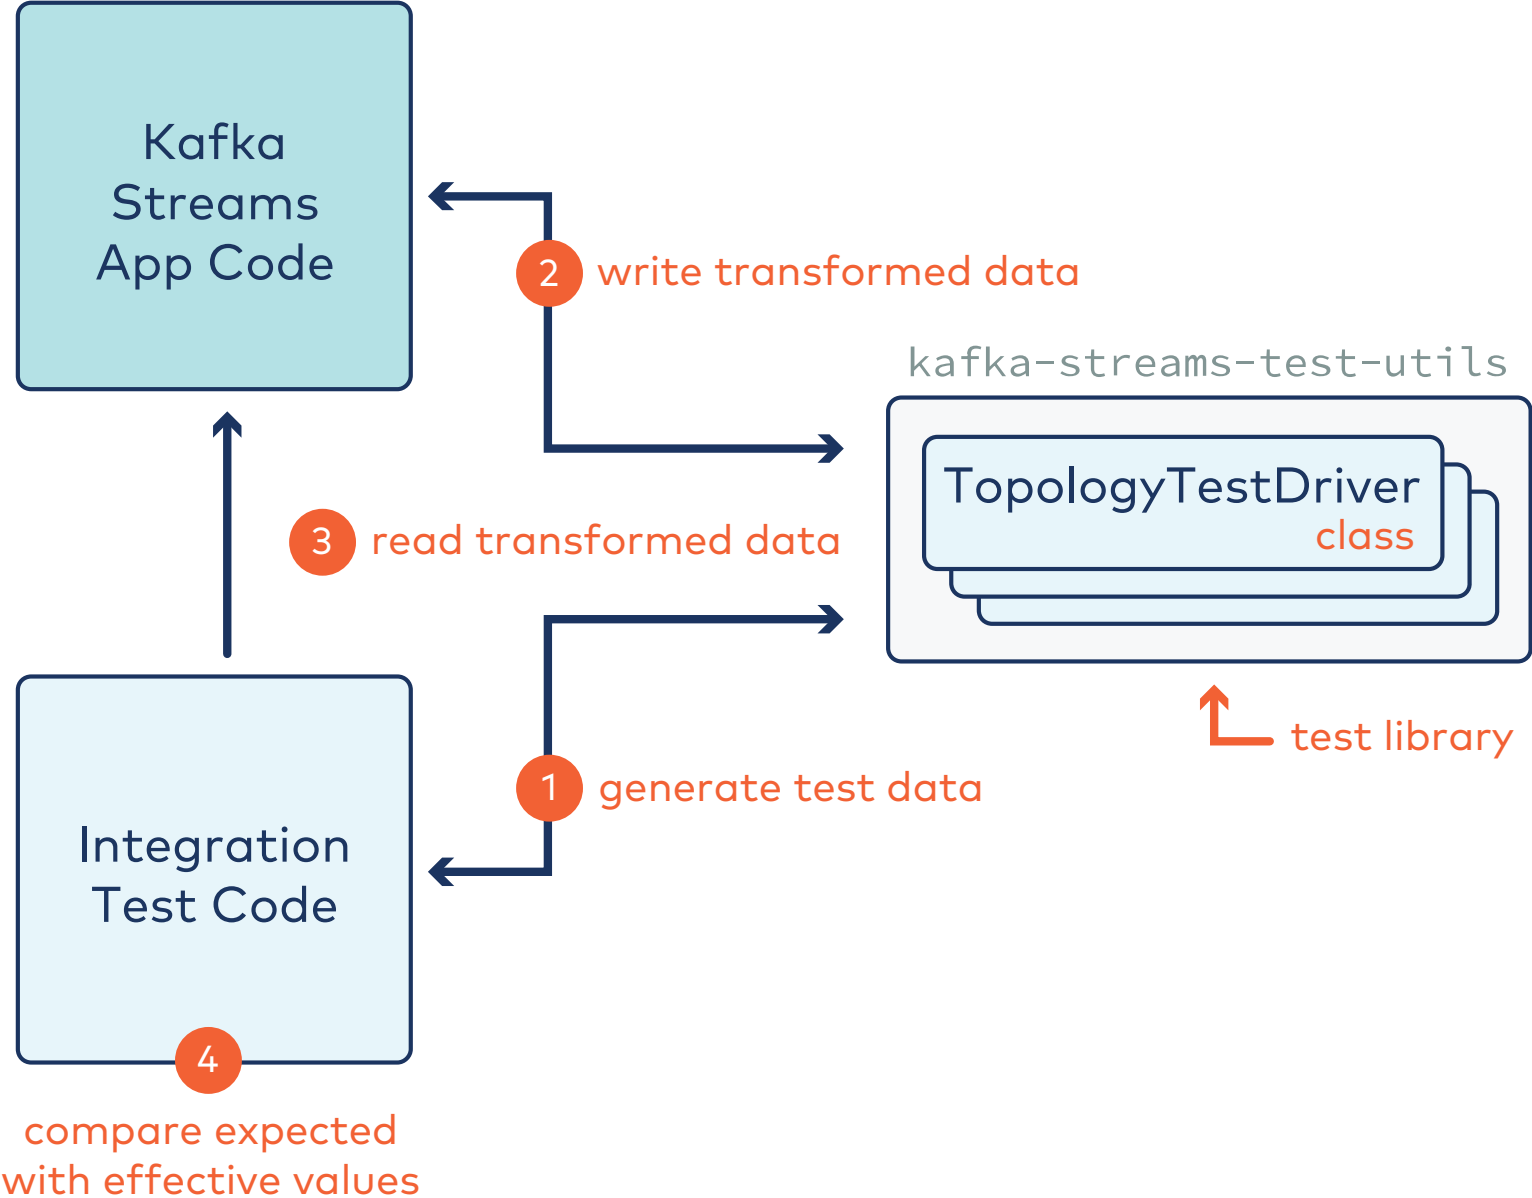 Kafka
Streams
App Code
2
write transformed data
kafka-streams-test-utils
TopologyTestDriver
class
3
read transformed data
test library
1
generate test data
Integration
Test Code
4
compare expected
with effective values